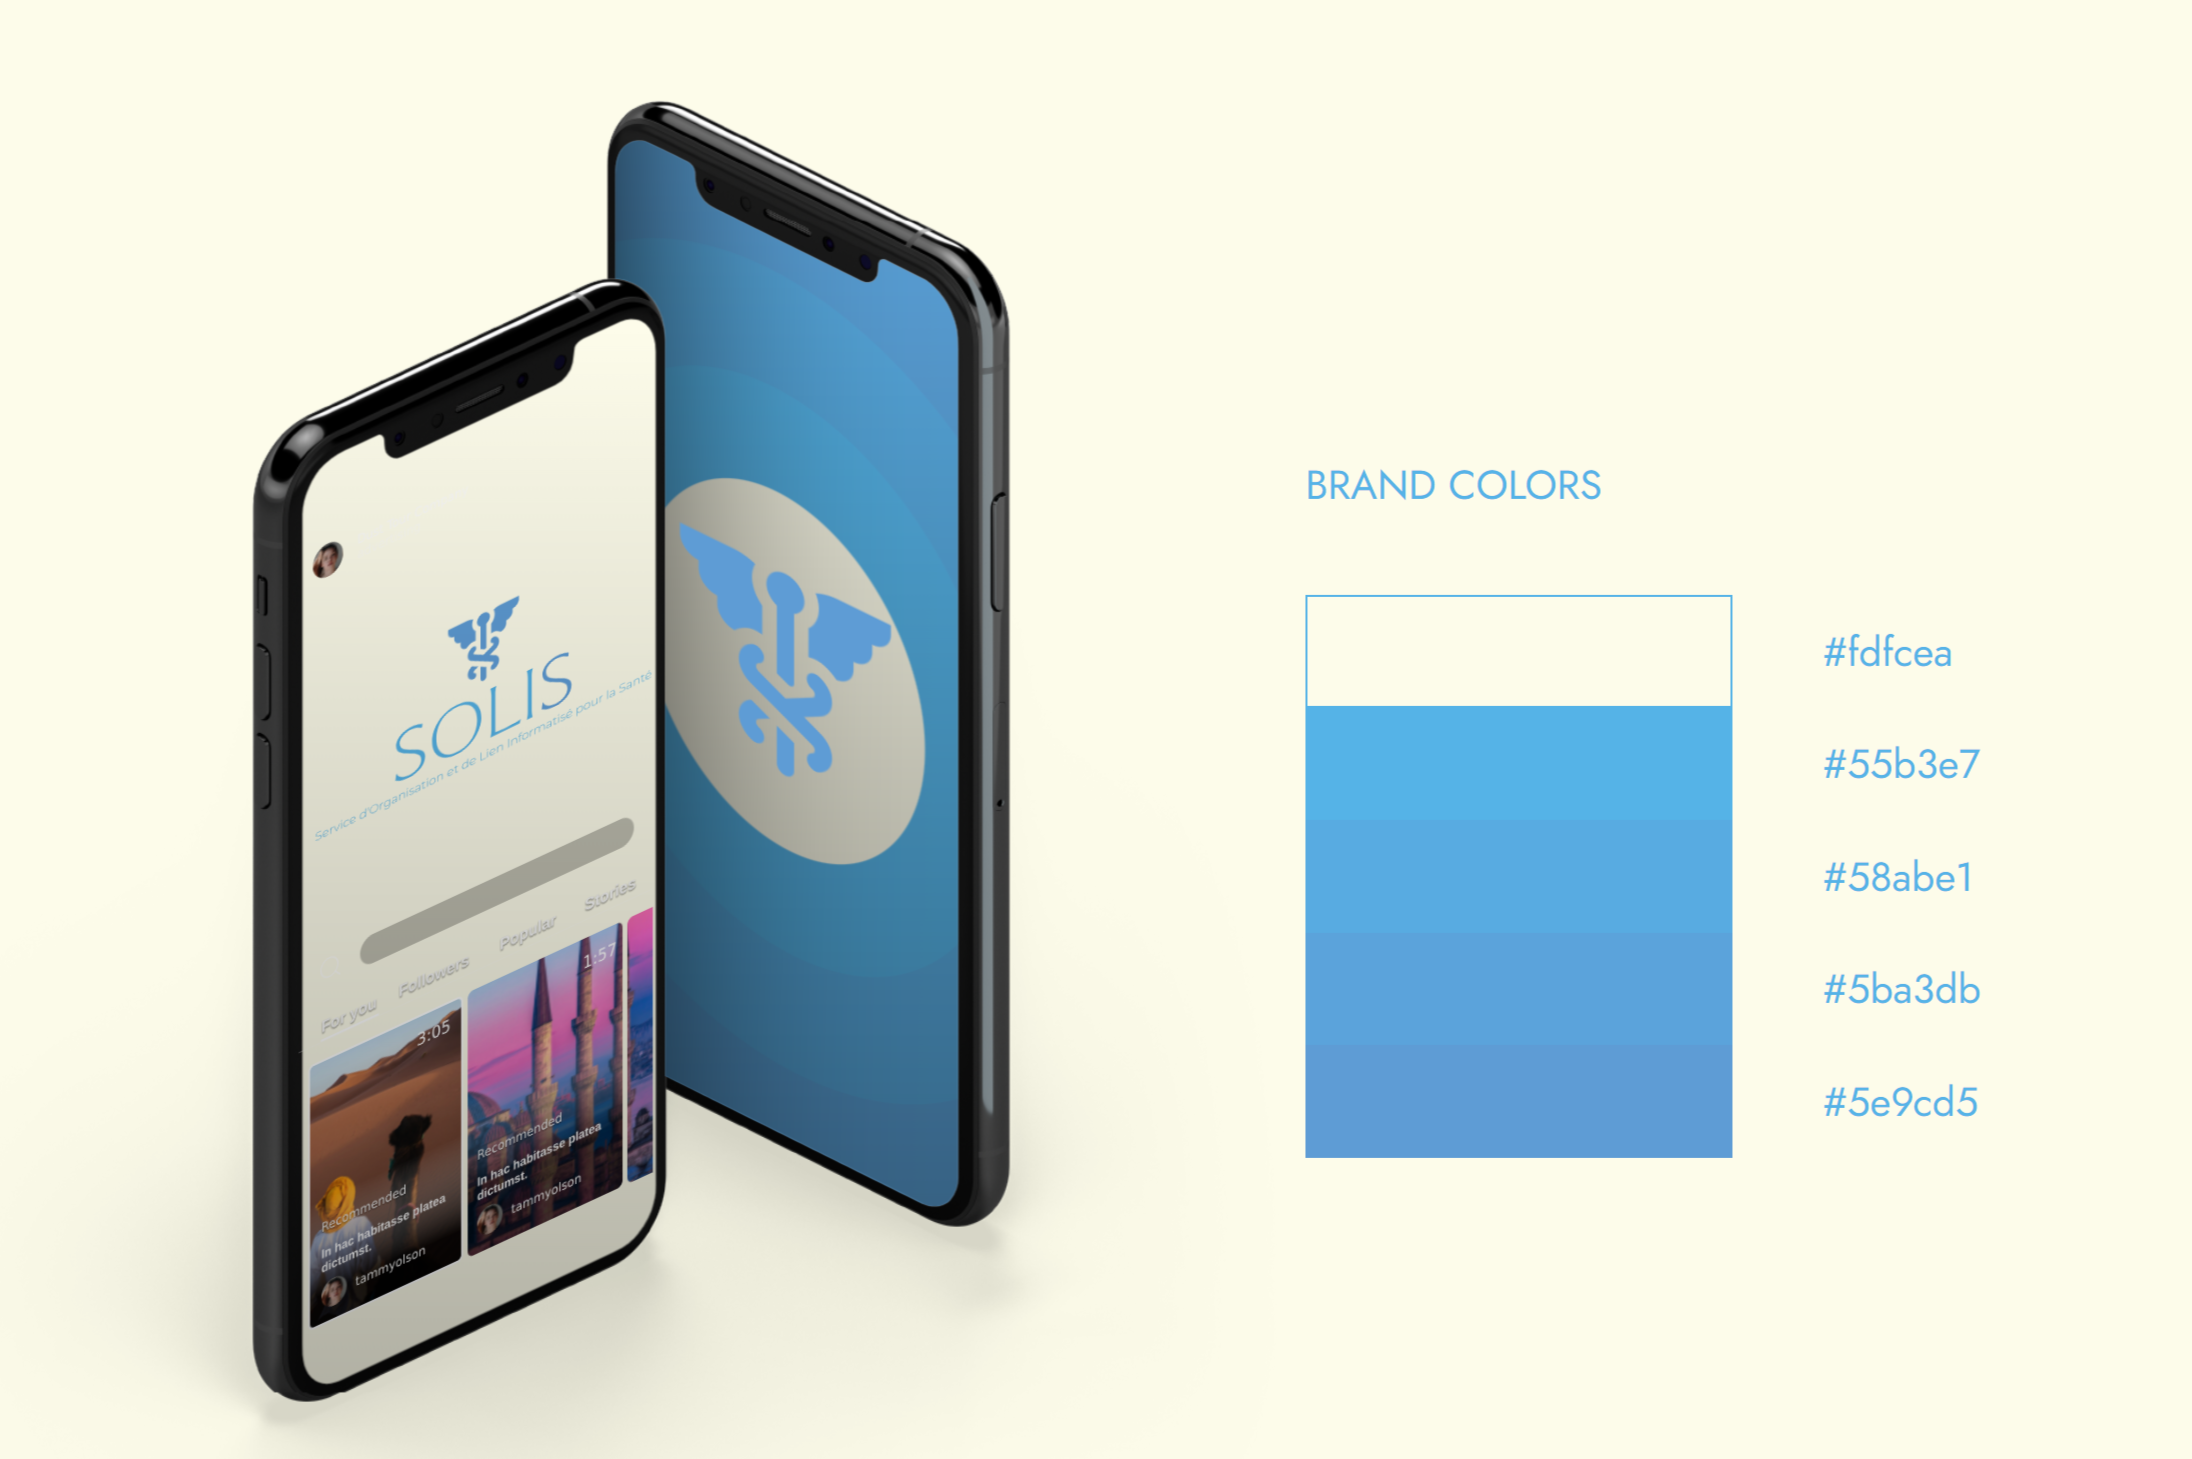 SOLIS
Service d'Organisation et de Lien Informatisé pour la Santé
For you
Followers
Popular
Stories
3:05
Recommended
In hac habitasse platea
dictumst.
tammyolson
1:57
Recommended
In hac habitasse platea
dictumst.
tammyolson
BRAND COLORS
#fdfcea
#55b3e7
#58abe1
#5ba3db
#5e9cd5